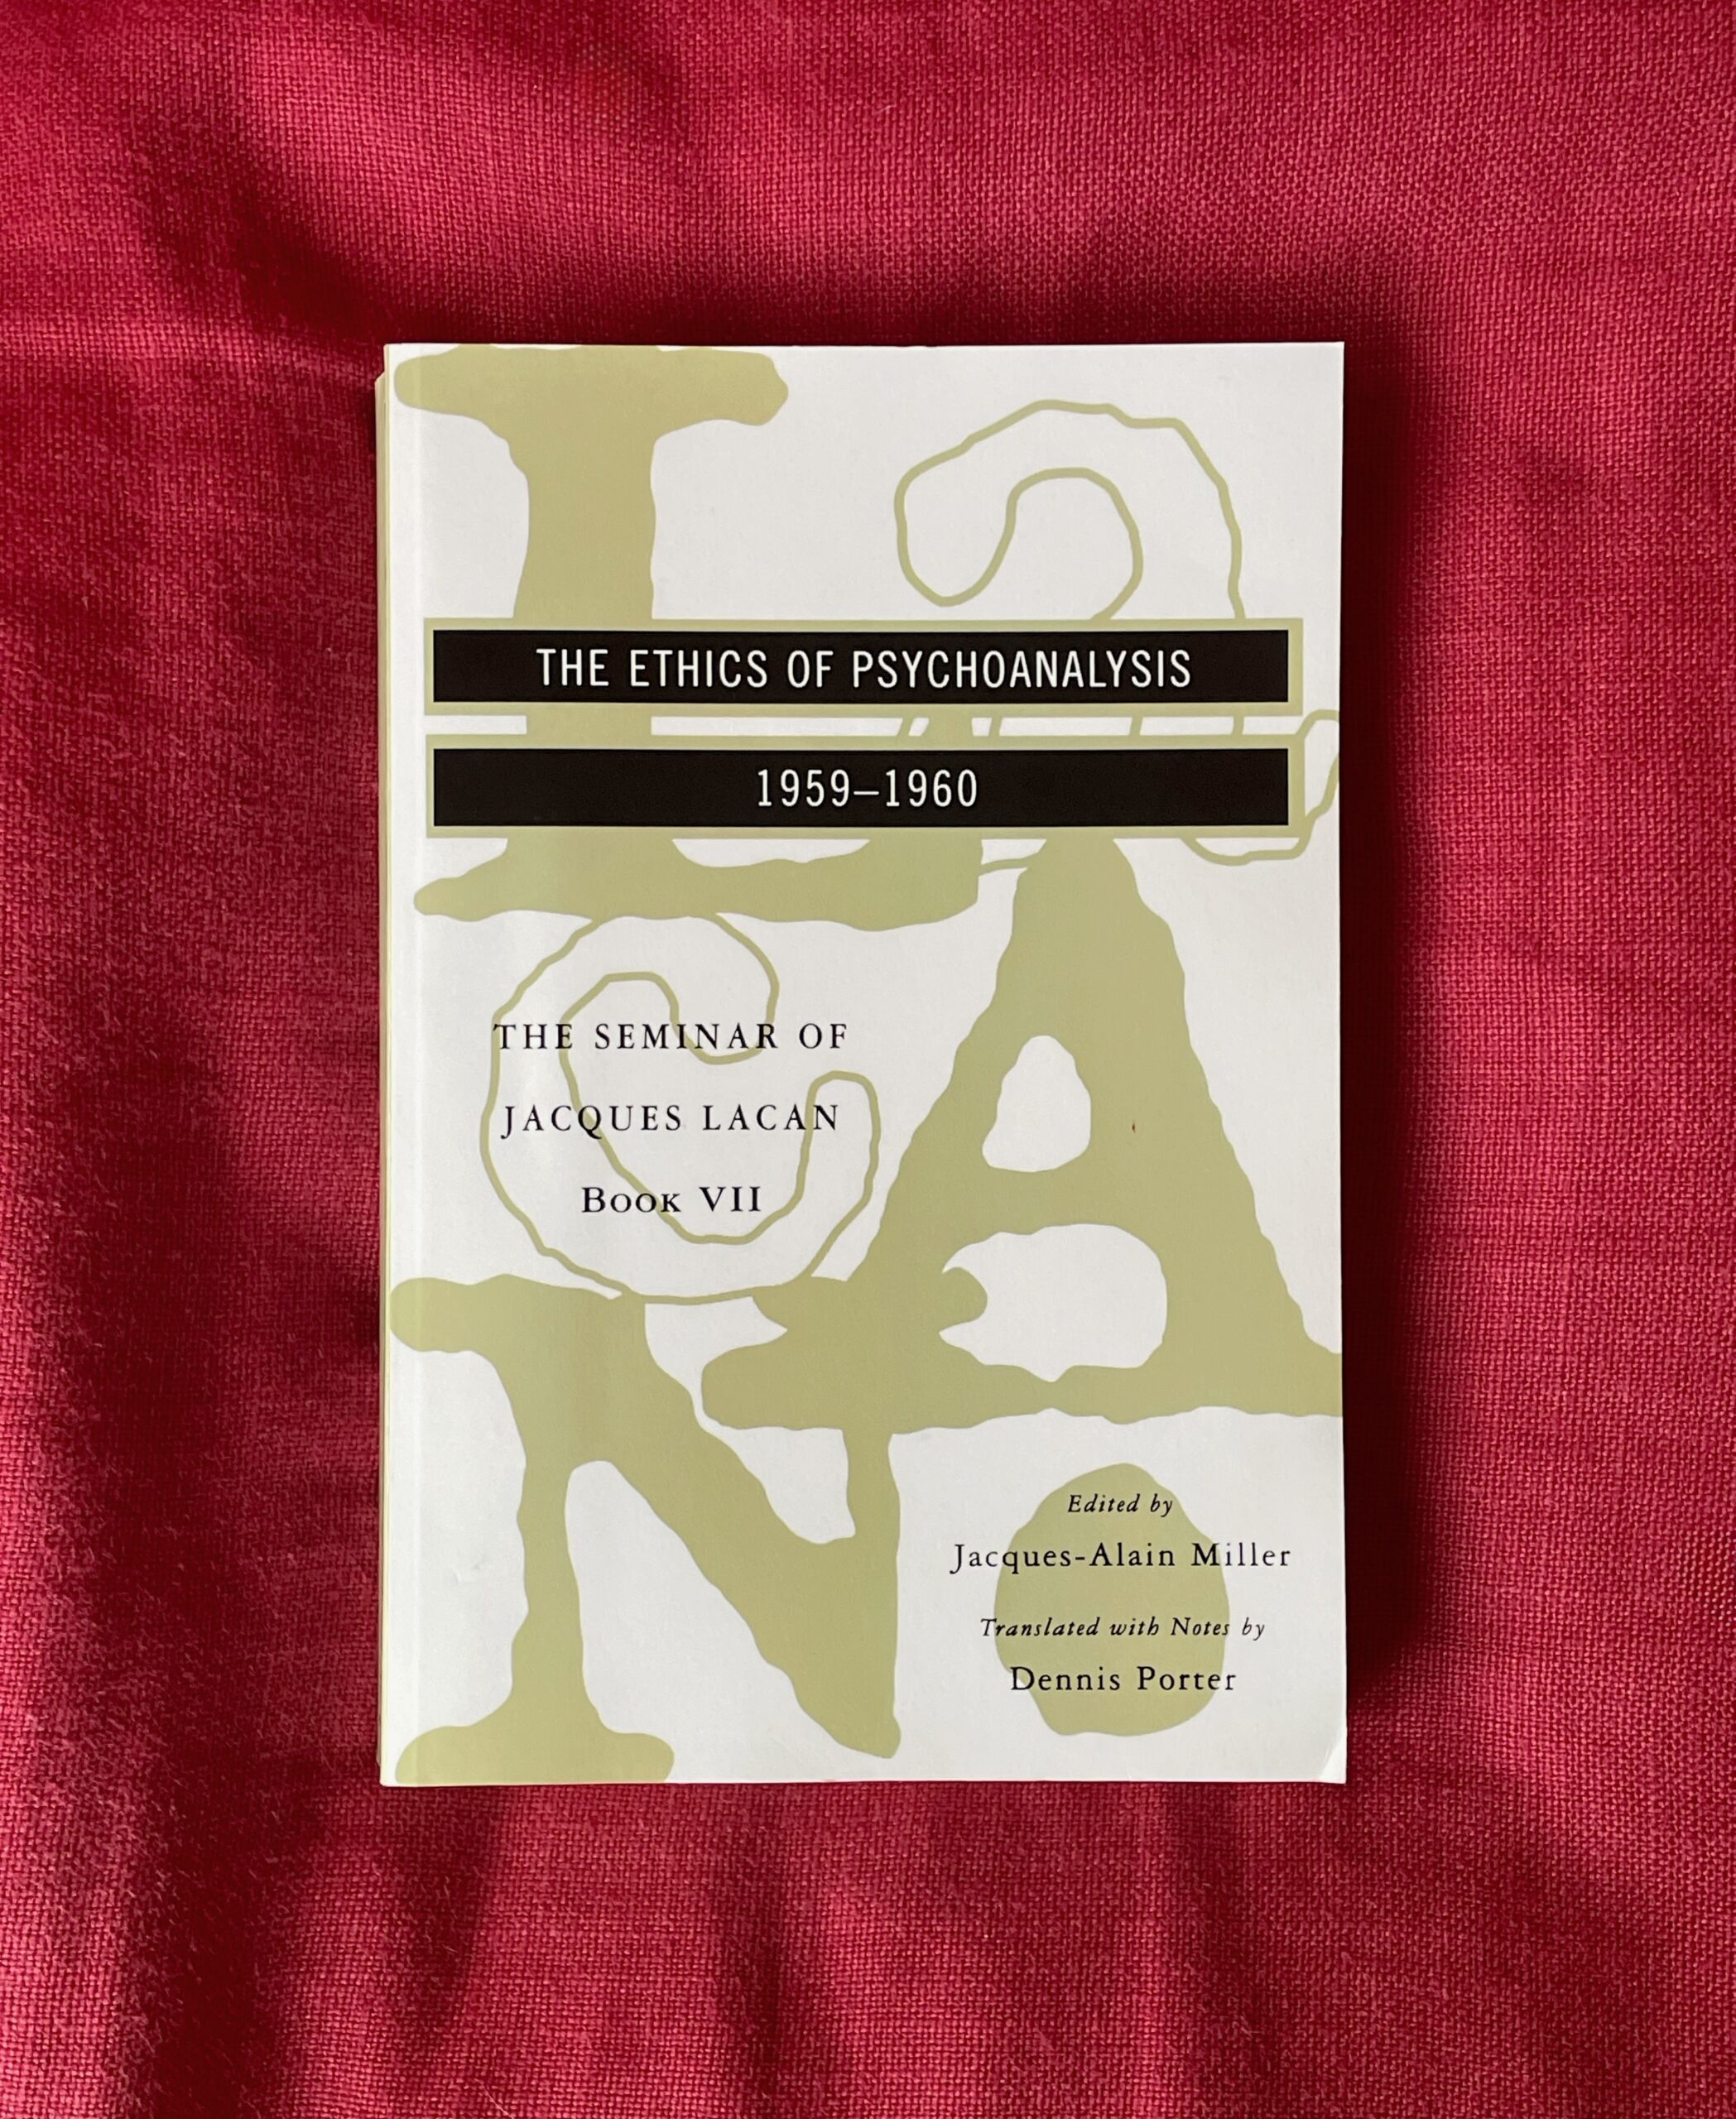 THE ETHICS OF PSYCHOANALYSIS
1959–1960
THE SEMINAR OF
JACQUES LACAN
BOOK VII
LaCAN.
Edited by
Jacques-Alain Miller
Translated with Notes by
Dennis Porter